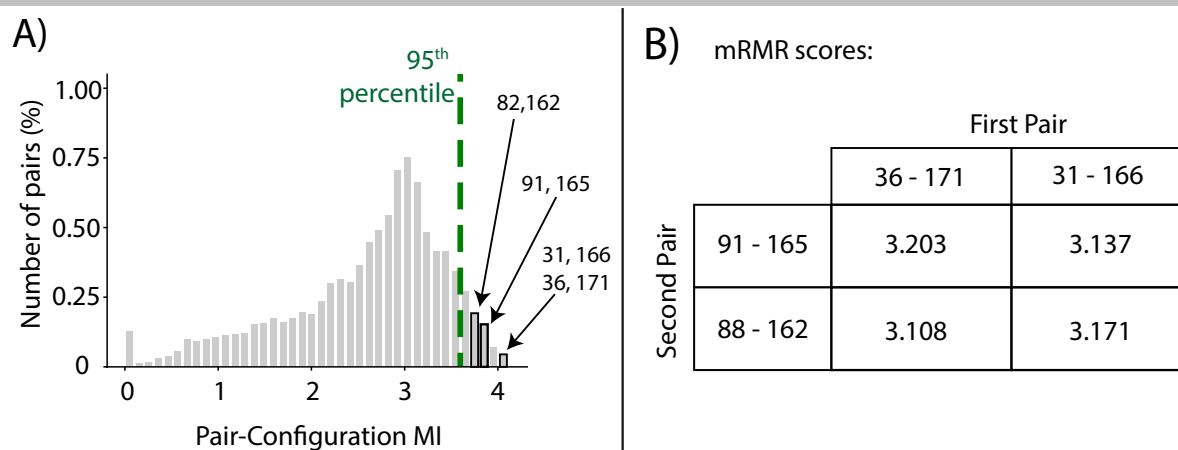 A)
95th
percentile
1.00
0.75
0.50
0.25
0
Number of pairs (%)
82,162
91, 165
31, 166
36, 171
0 1 2 3 4
Pair-Configuration MI
B) mRMR scores:
First Pair
36 - 171 31 - 166
Second Pair
91 - 165 3.203 3.137
88 - 162 3.108 3.171